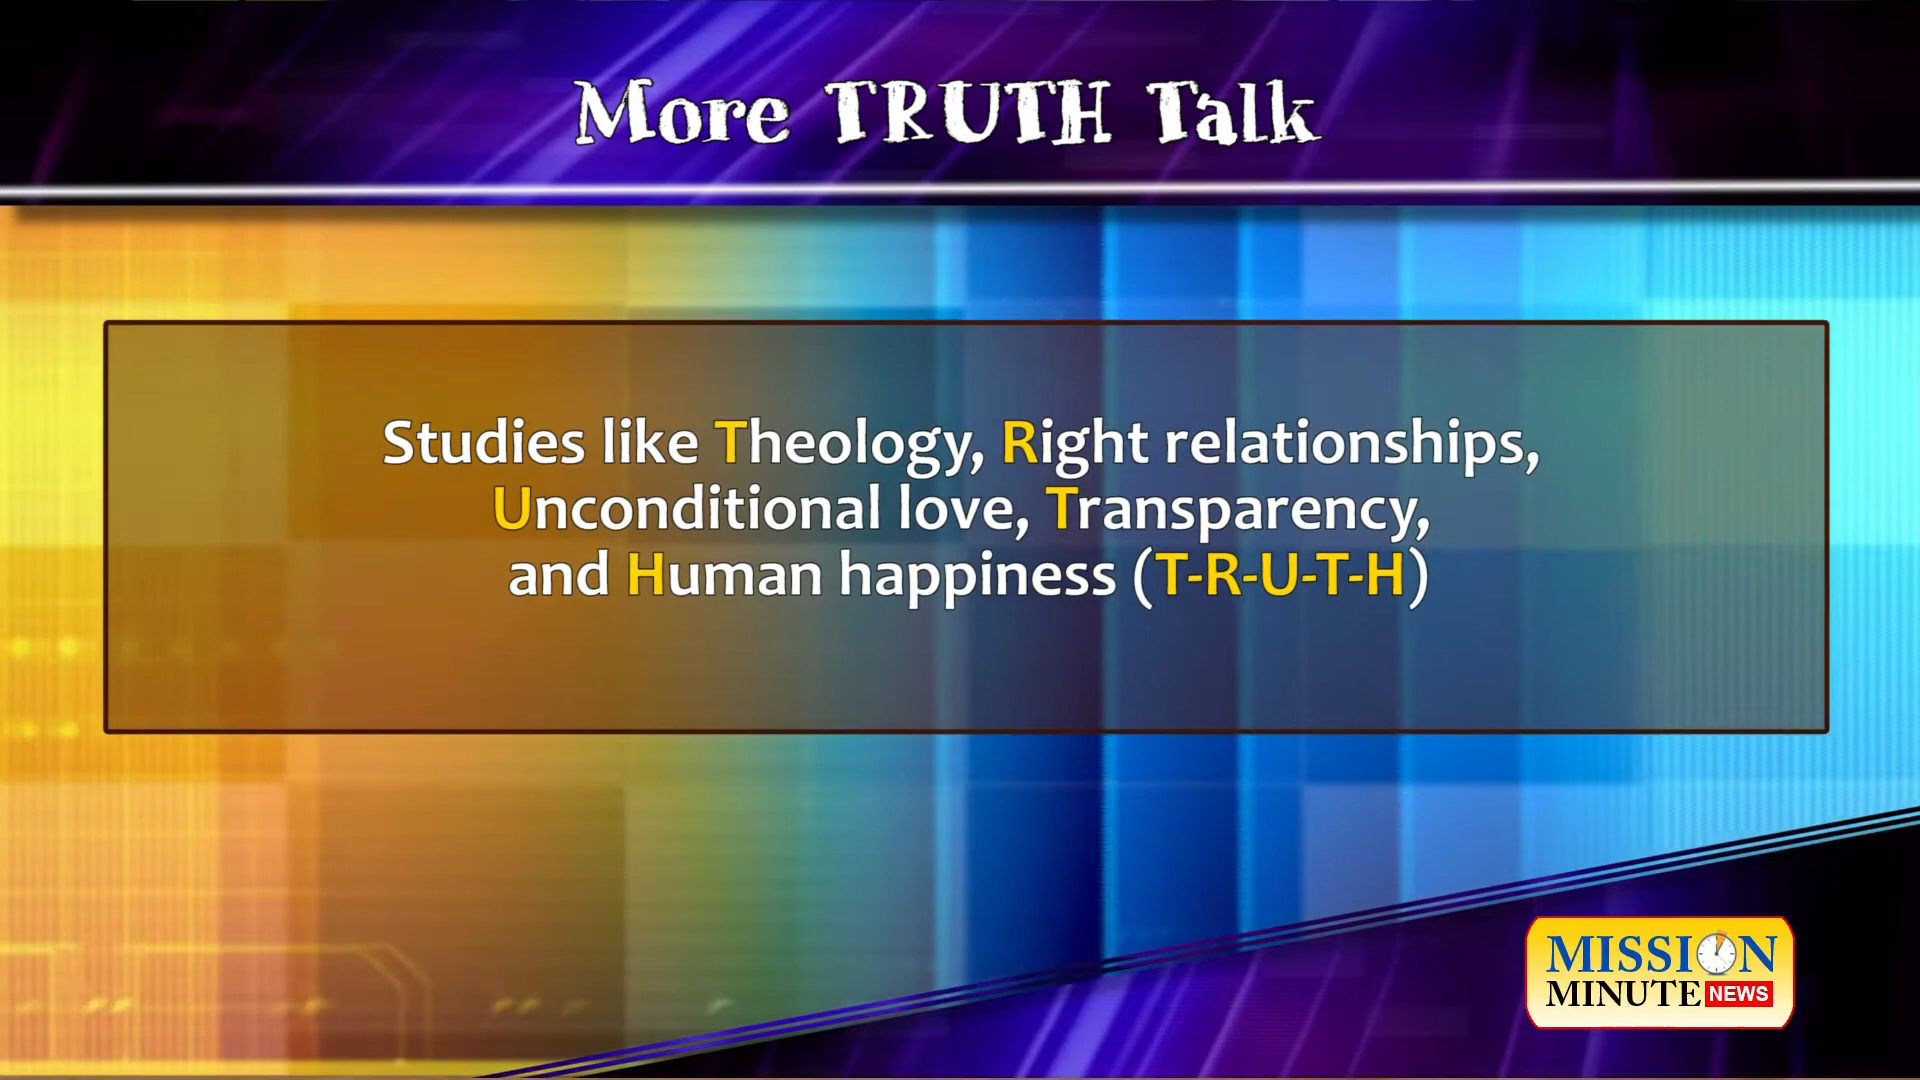 More TRUTH Talk
Studies like Theology, Right relationships,
Unconditional love, Transparency,
and Human happiness (T-R-U-T-H)
MISSION
MINUTE NEWS